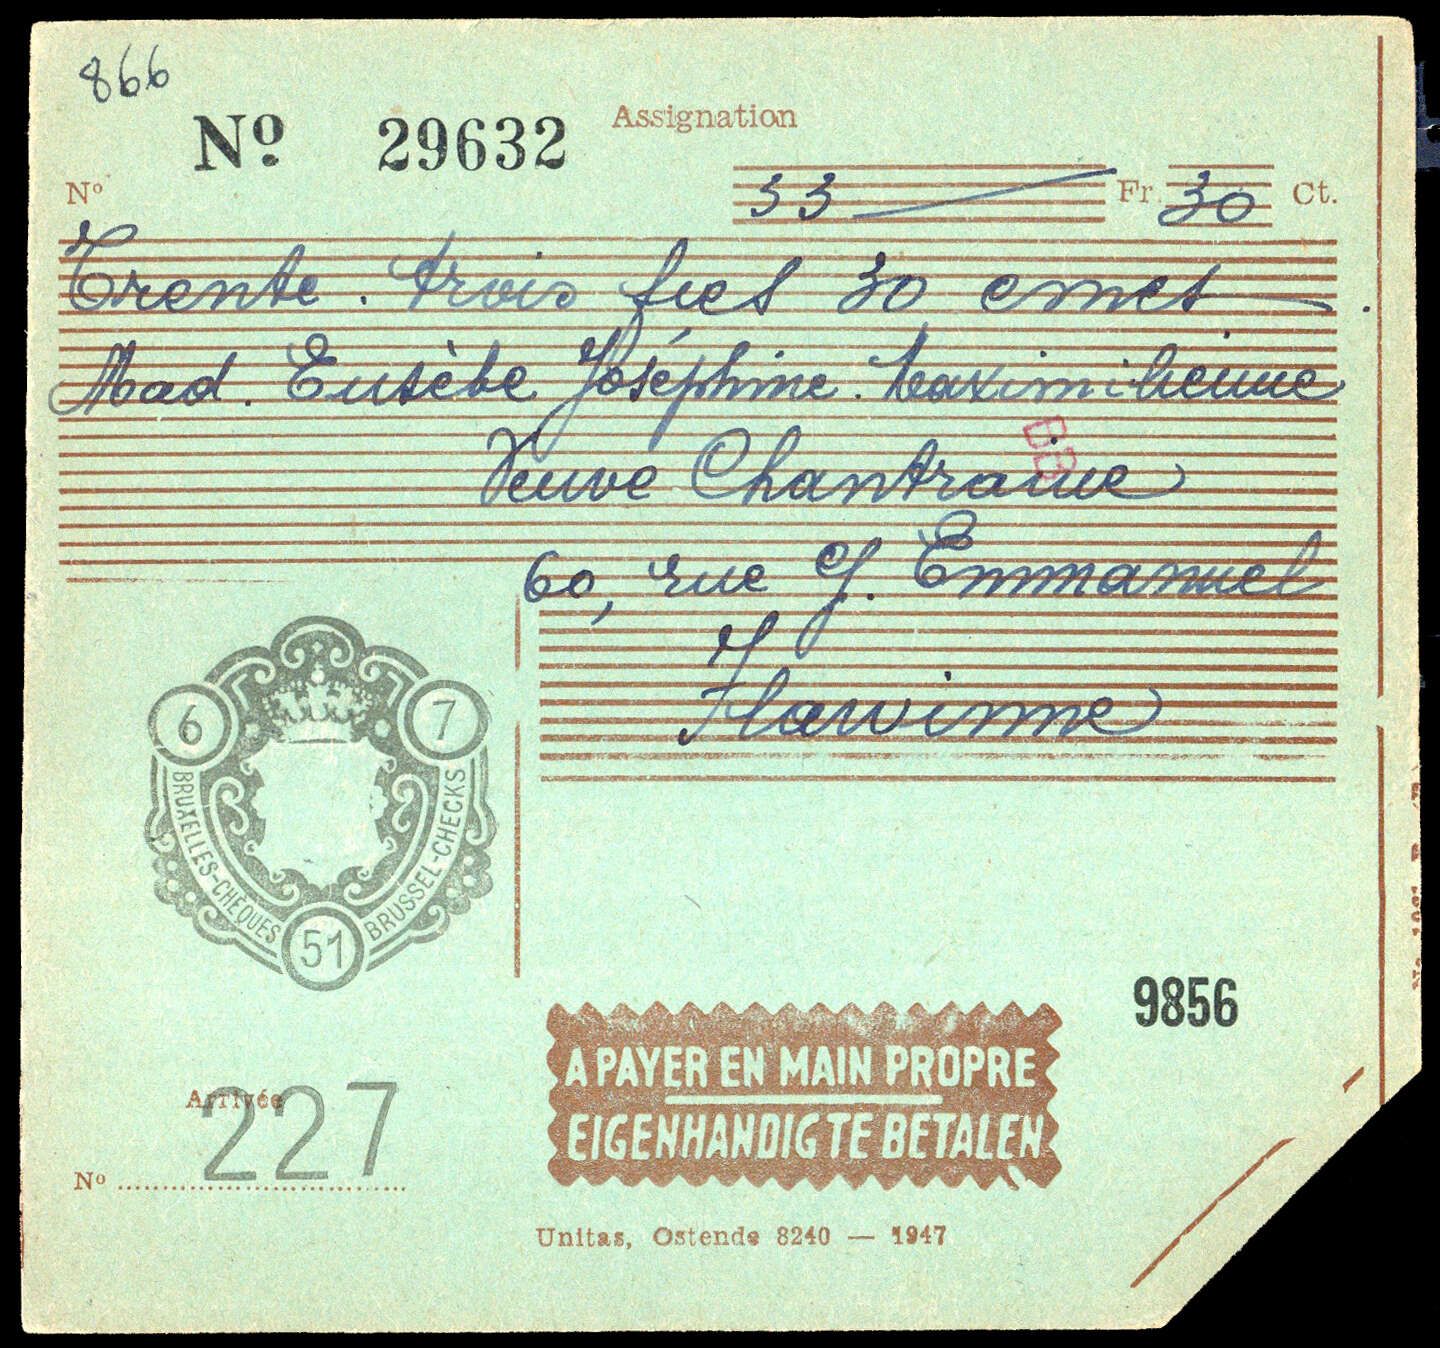 866
Nº 29632
Assignation
Nº
33 Fr. 30 Ct.
Trente. trois fcs 30 cmes
Mad. Eusèbe Joséphine. Maximilienne
Veuve Chantraine
60, rue J. Emmanuel
Flawinne
6 7
BRUXELLES-CHÈQUES
BRUSSEL-CHECKS
51
9856
A PAYER EN MAIN PROPRE
EIGENHANDIG TE BETALEN
Arrivée
Nº 227
Unitas, Ostende 8240 — 1947